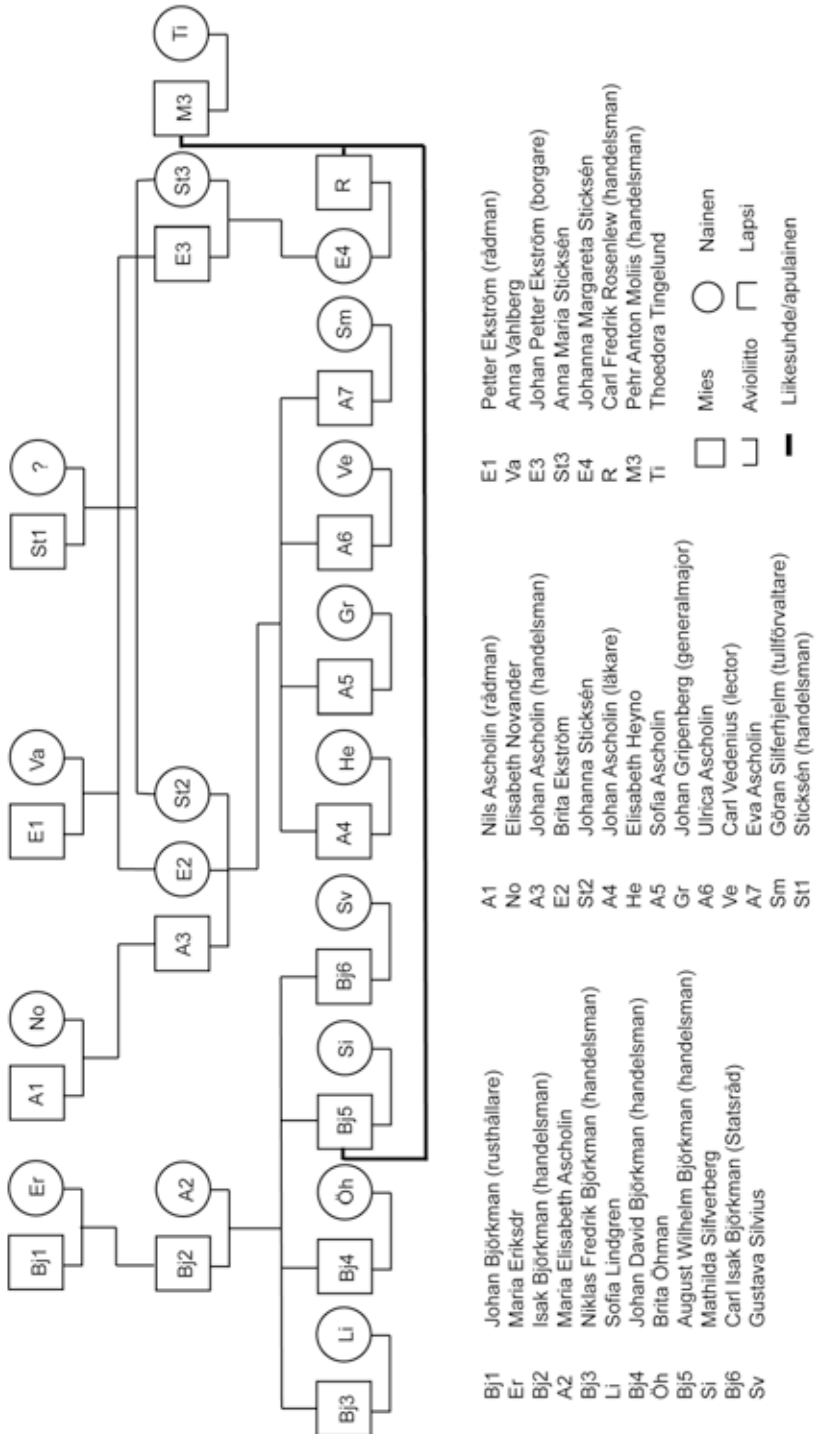 Bj1
Er
A1
No
E1
Va
St1
?
Bj2
A2
A3
E2
St2
E3
St3
M3
Ti
Bj3
Li
Bj4
Öh
Bj5
Si
Bj6
Sv
A4
He
A5
Gr
A6
Ve
A7
Sm
E4
R
Bj1 Johan Björkman (rusthållare)
Er Maria Eriksdr
Bj2 Isak Björkman (handelsman)
A2 Maria Elisabeth Ascholin
Bj3 Niklas Fredrik Björkman (handelsman)
Li Sofia Lindgren
Bj4 Johan David Björkman (handelsman)
Öh Brita Öhman
Bj5 August Wilhelm Björkman (handelsman)
Si Mathilda Silfverberg
Bj6 Carl Isak Björkman (Statsråd)
Sv Gustava Silvius
A1 Nils Ascholin (rådman)
No Elisabeth Novander
A3 Johan Ascholin (handelsman)
E2 Brita Ekström
St2 Johanna Sticksén
A4 Johan Ascholin (läkare)
He Elisabeth Heyno
A5 Sofia Ascholin
Gr Johan Gripenberg (generalmajor)
A6 Ulrica Ascholin
Ve Carl Vedenius (lector)
A7 Eva Ascholin
Sm Göran Silferhjelm (tullförvaltare)
St1 Sticksén (handelsman)
E1 Petter Ekström (rådman)
Va Anna Vahlberg
E3 Johan Petter Ekström (borgare)
St3 Anna Maria Sticksén
E4 Johanna Margareta Sticksén
R Carl Fredrik Rosenlew (handelsman)
M3 Pehr Anton Moliis (handelsman)
Ti Thoedora Tingelund
Mies Nainen
Avioliitto Lapsi
Liikesuhde/apulainen